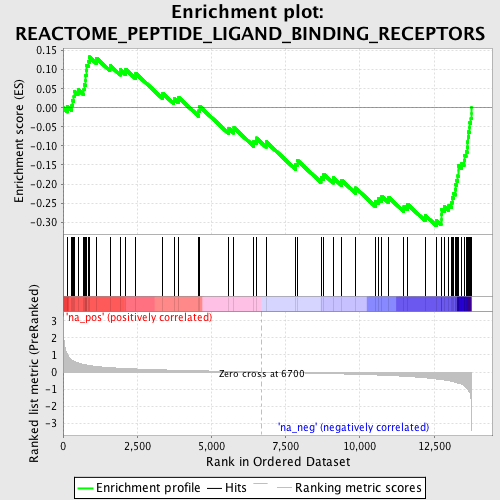 Enrichment plot:
REACTOME_PEPTIDE_LIGAND_BINDING_RECEPTORS
Enrichment score (ES)
0.15
0.10
0.05
0.00
-0.05
-0.10
-0.15
-0.20
-0.25
-0.30
'na_pos' (positively correlated)
Ranked list metric (PreRanked)
3
2
1
0
-1
-2
-3
Zero cross at 6700
'na_neg' (negatively correlated)
0 2,500 5,000 7,500 10,000 12,500
Rank in Ordered Dataset
Enrichment profile Hits Ranking metric scores